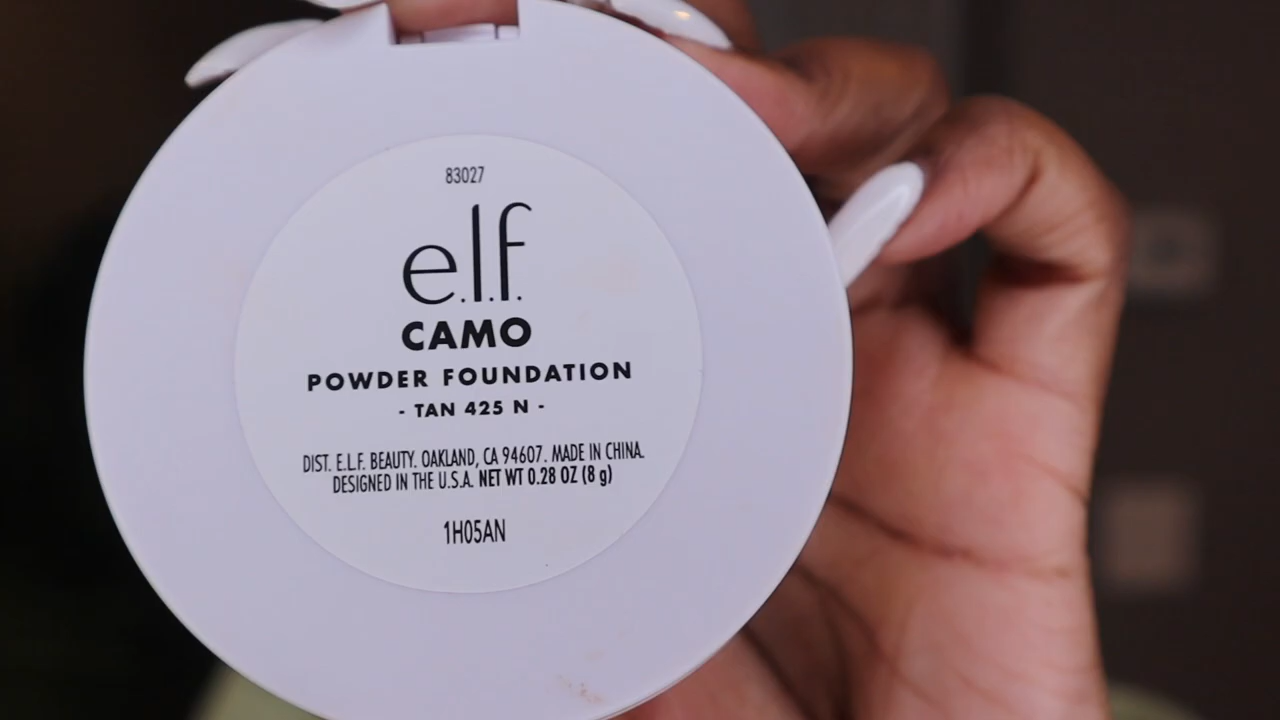 83027
e.l.f.
CAMO
POWDER FOUNDATION
- TAN 425 N -
DIST. E.L.F. BEAUTY. OAKLAND, CA 94607. MADE IN CHINA.
DESIGNED IN THE U.S.A. NET WT 0.28 OZ (8 g)
1H05AN